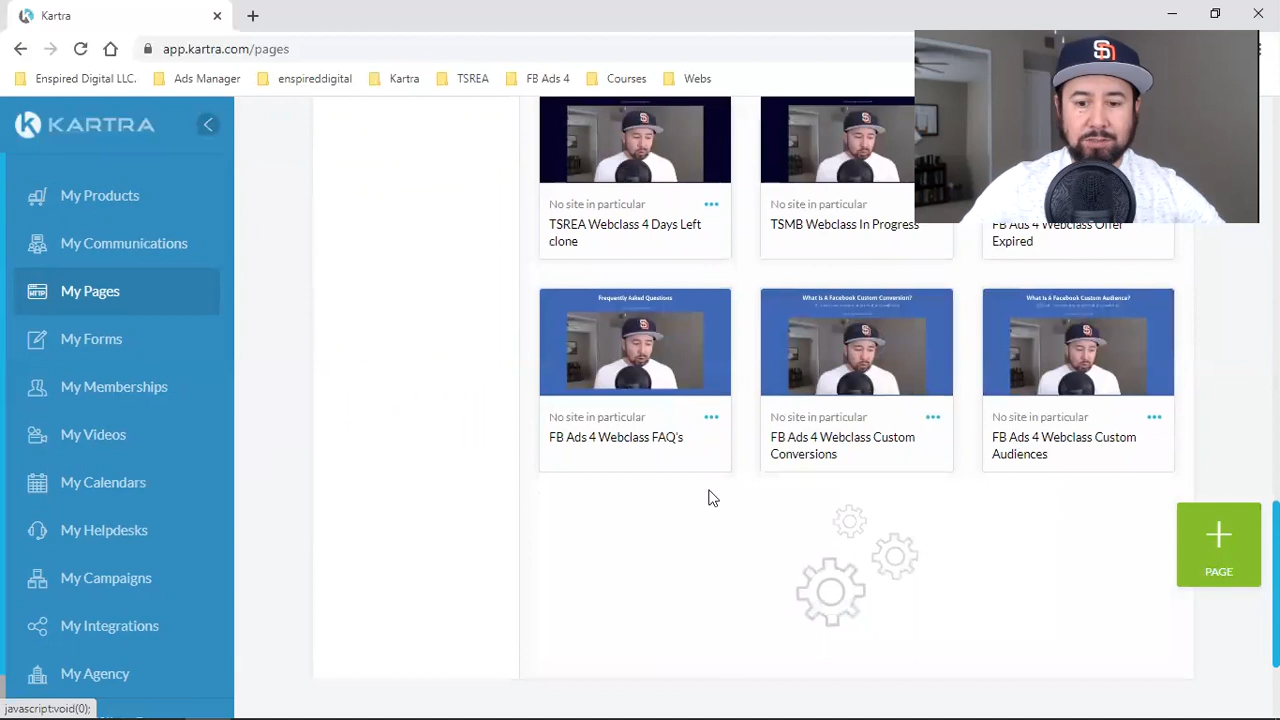 Kartra
app.kartra.com/pages
Enspired Digital LLC.
Ads Manager
enspireddigital
Kartra
TSREA
FB Ads 4
Courses
Webs
KARTRA
My Products
My Communications
My Pages
My Forms
My Memberships
My Videos
My Calendars
My Helpdesks
My Campaigns
My Integrations
My Agency
javascript:void(0);
No site in particular
TSREA Webclass 4 Days Left
clone
No site in particular
TSMB Webclass In Progress
FB Ads 4 Webclass Offer
Expired
Frequently Asked Questions
No site in particular
FB Ads 4 Webclass FAQ's
What Is A Facebook Custom Conversion?
No site in particular
FB Ads 4 Webclass Custom
Conversions
What Is A Facebook Custom Audience?
No site in particular
FB Ads 4 Webclass Custom
Audiences
PAGE